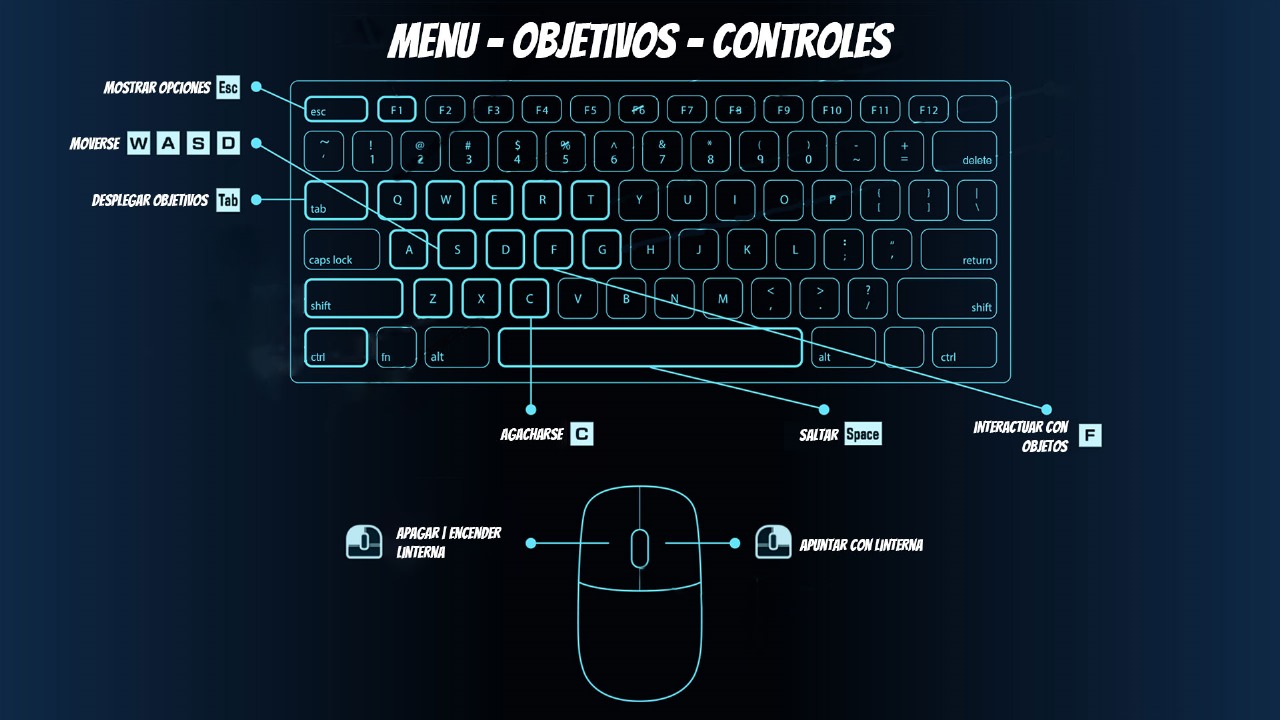 MENU - OBJETIVOS - CONTROLES
MOSTRAR OPCIONES Esc
MOVERSE W A S D
DESPLEGAR OBJETIVOS Tab
esc F1 F2 F3 F4 F5 F6 F7 F8 F9 F10 F11 F12
~ ! @ # $ % ^ & * ( ) - +
' 1 2 3 4 5 6 7 8 9 0 ~ = delete
tab Q W E R T Y U I O P { } |
[ ] \
caps lock A S D F G H J K L : " return
; ,
shift Z X C V B N M < > ? shift
, . /
ctrl fn alt alt ctrl
AGACHARSE C
SALTAR Space
INTERACTUAR CON
OBJETOS F
APAGAR | ENCENDER
LINTERNA
APUNTAR CON LINTERNA